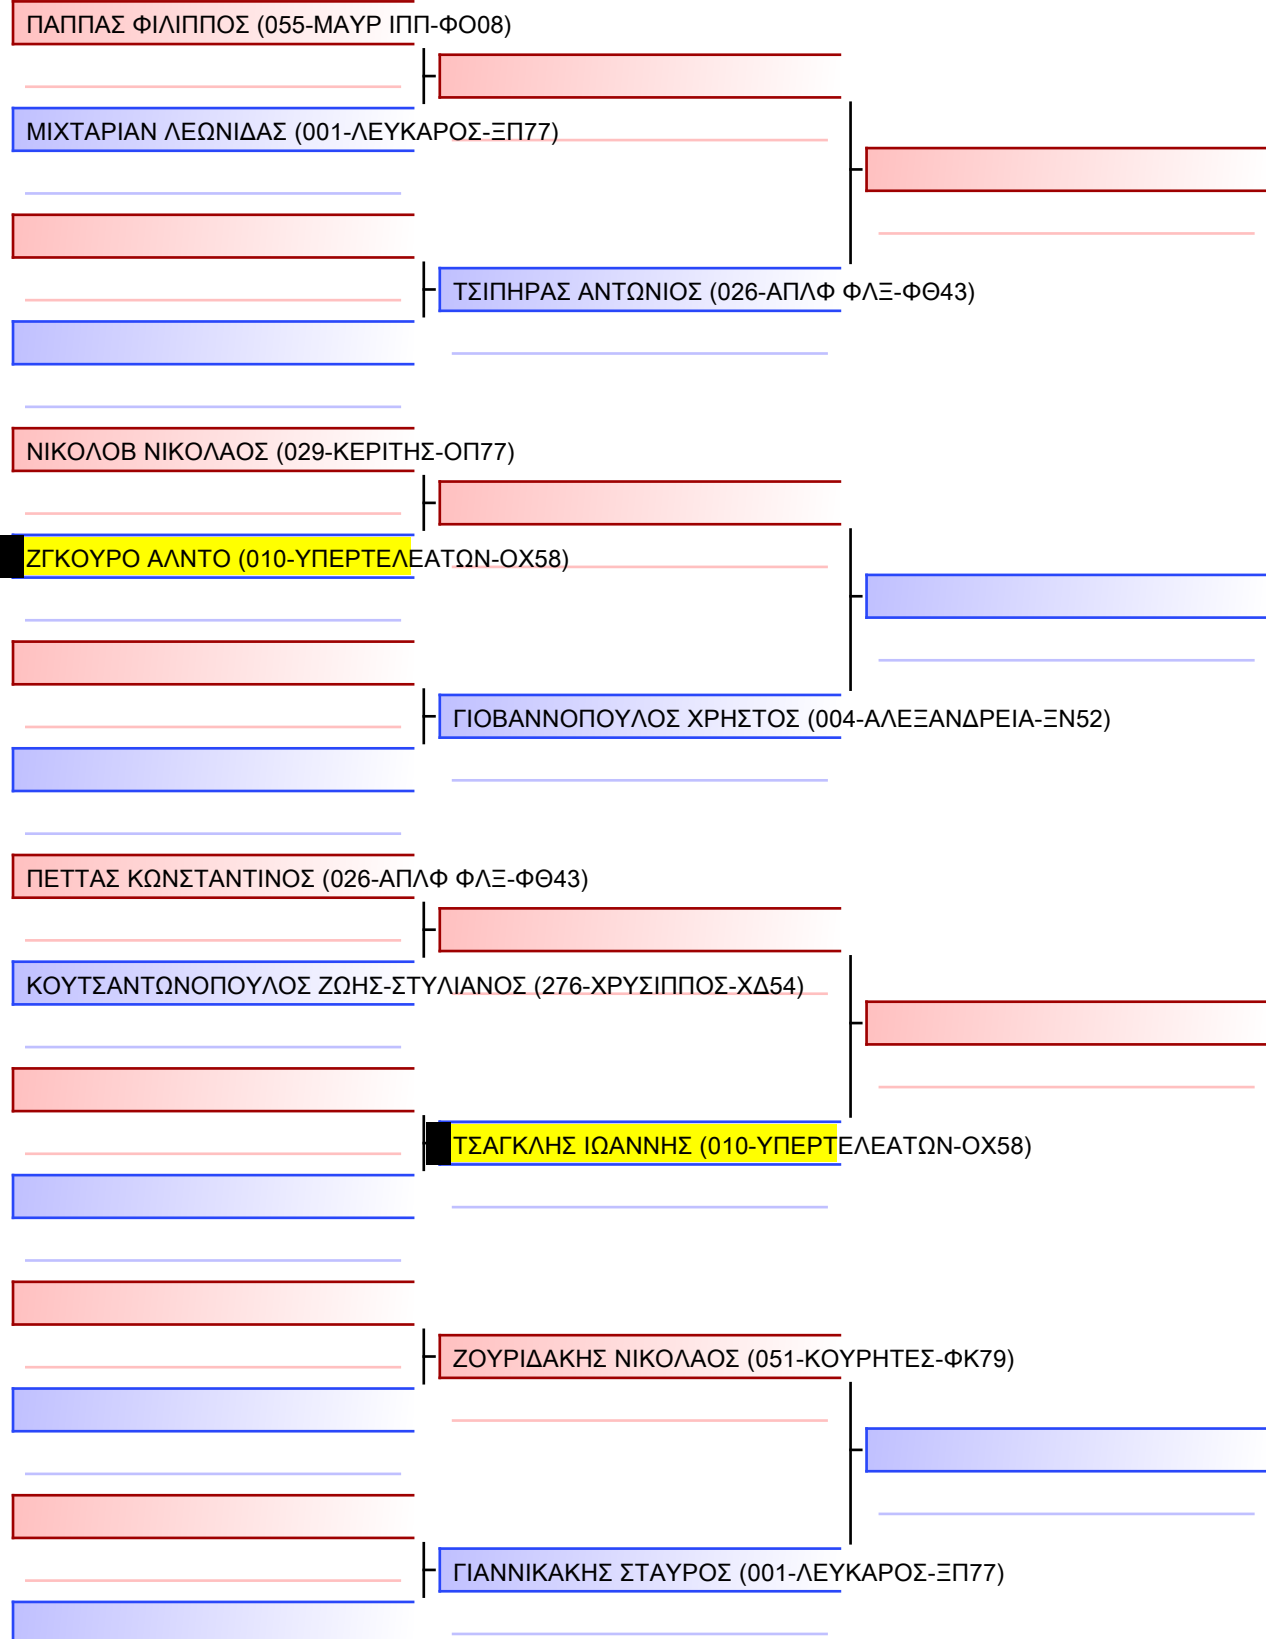 ΠΑΠΠΑΣ ΦΙΛΙΠΠΟΣ (055-ΜΑΥΡ ΙΠΠ-ΦΟ08)
ΜΙΧΤΑΡΙΑΝ ΛΕΩΝΙΔΑΣ (001-ΛΕΥΚΑΡΟΣ-ΞΠ77)
ΤΣΙΠΗΡΑΣ ΑΝΤΩΝΙΟΣ (026-ΑΠΛΦ ΦΛΞ-ΦΘ43)
ΝΙΚΟΛΟΒ ΝΙΚΟΛΑΟΣ (029-ΚΕΡΙΤΗΣ-ΟΠ77)
ΖΓΚΟΥΡΟ ΑΛΝΤΟ (010-ΥΠΕΡΤΕΛΕΑΤΩΝ-ΟΧ58)
ΓΙΟΒΑΝΝΟΠΟΥΛΟΣ ΧΡΗΣΤΟΣ (004-ΑΛΕΞΑΝΔΡΕΙΑ-ΞΝ52)
ΠΕΤΤΑΣ ΚΩΝΣΤΑΝΤΙΝΟΣ (026-ΑΠΛΦ ΦΛΞ-ΦΘ43)
ΚΟΥΤΣΑΝΤΩΝΟΠΟΥΛΟΣ ΖΩΗΣ-ΣΤΥΛΙΑΝΟΣ (276-ΧΡΥΣΙΠΠΟΣ-ΧΔ54)
ΤΣΑΓΚΛΗΣ ΙΩΑΝΝΗΣ (010-ΥΠΕΡΤΕΛΕΑΤΩΝ-ΟΧ58)
ΖΟΥΡΙΔΑΚΗΣ ΝΙΚΟΛΑΟΣ (051-ΚΟΥΡΗΤΕΣ-ΦΚ79)
ΓΙΑΝΝΙΚΑΚΗΣ ΣΤΑΥΡΟΣ (001-ΛΕΥΚΑΡΟΣ-ΞΠ77)